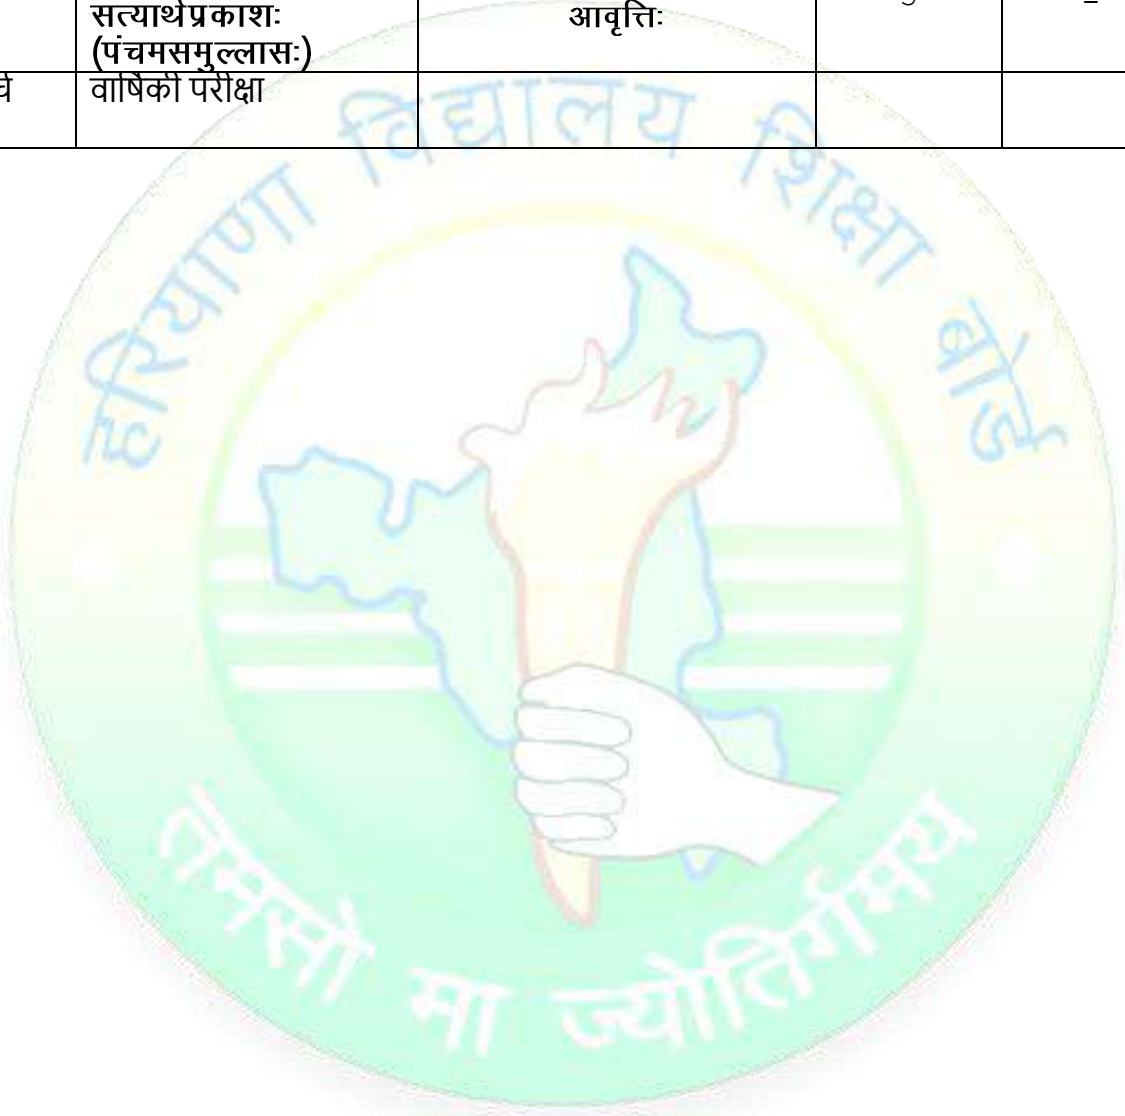 सत्यार्थप्रकाशः
(पंचमसमुल्लासः)
आवृत्तिः
वार्षिकी परीक्षा
हरियाणा विद्यालय शिक्षा बोर्ड
तमसो मा ज्योतिर्गमय